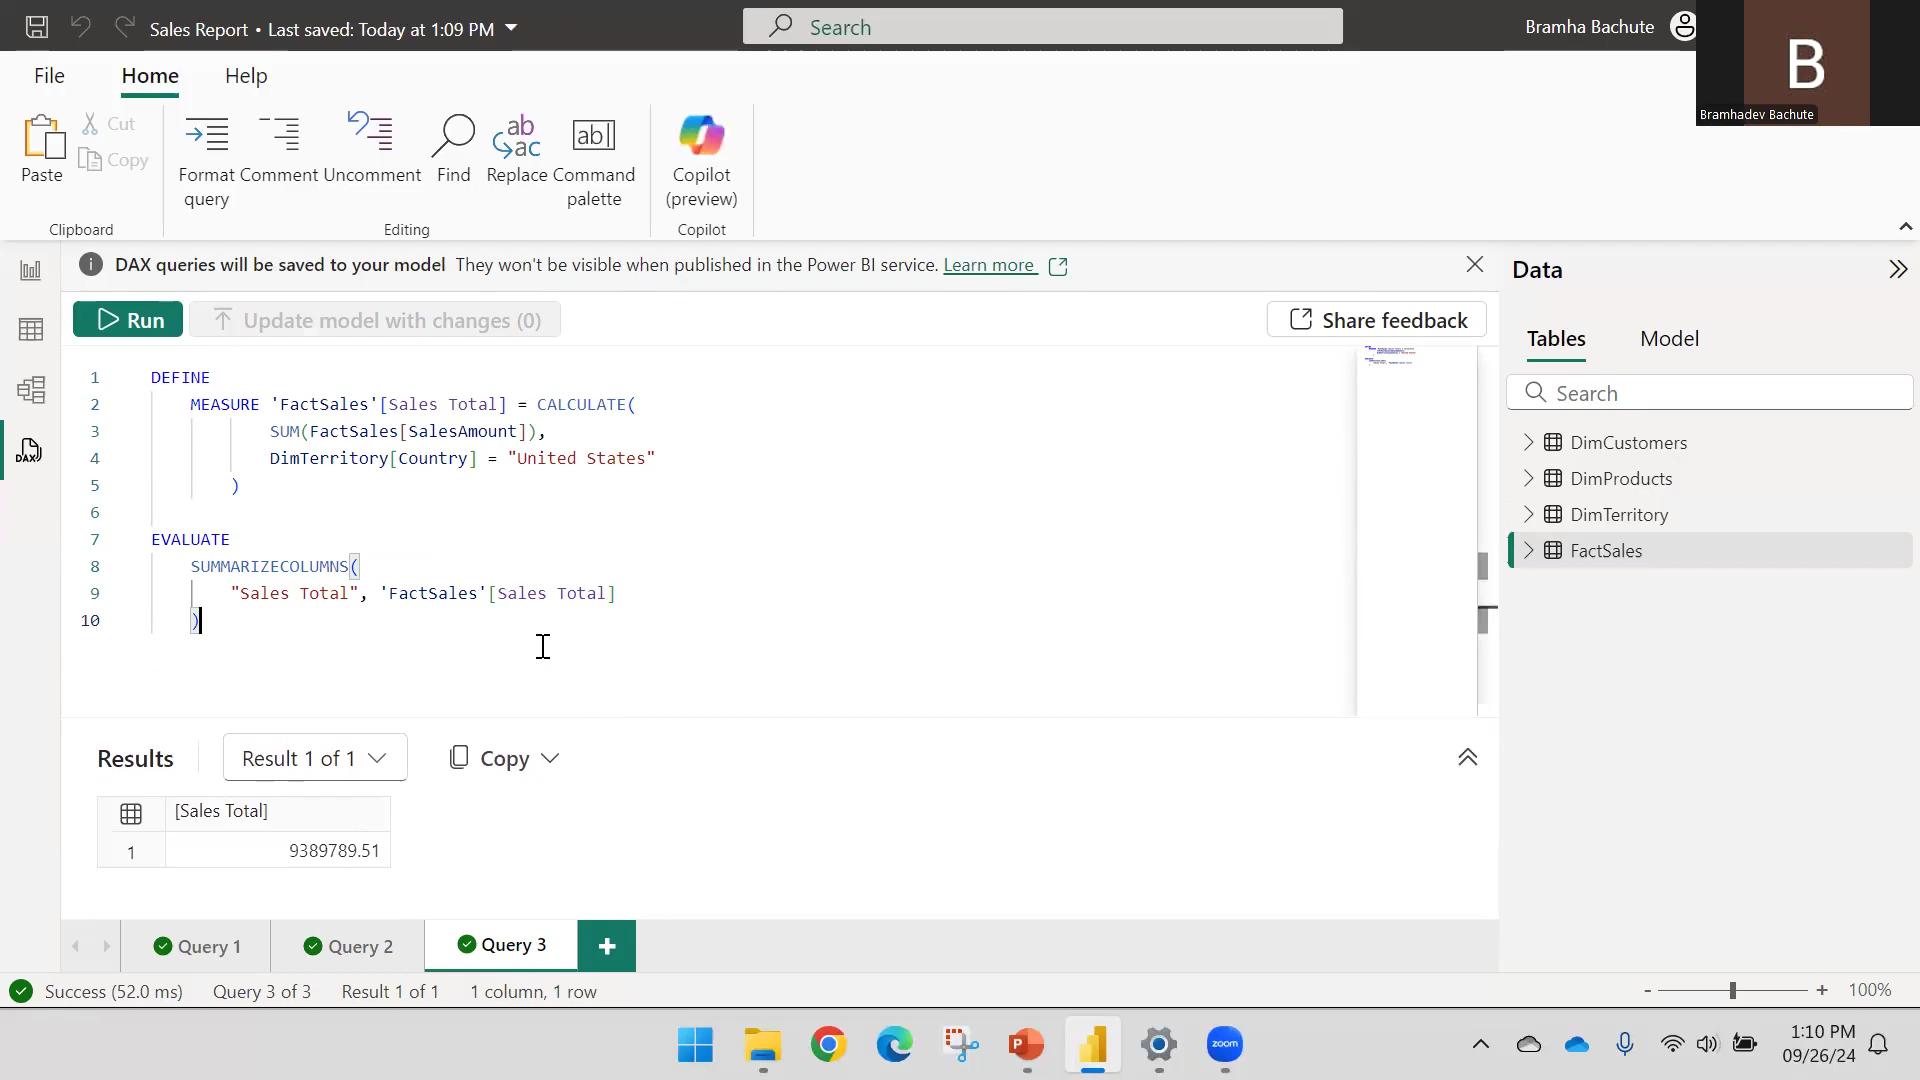 Sales Report • Last saved: Today at 1:09 PM
Search
Bramha Bachute
B
Bramhadev Bachute
File
Home
Help
Paste
Cut
Copy
Clipboard
Format query
Comment
Uncomment
Find
ab
ac
Replace
ab|
Command palette
Editing
Copilot (preview)
Copilot
DAX queries will be saved to your model They won't be visible when published in the Power BI service. Learn more
Run
Update model with changes (0)
Share feedback
DAX
1 DEFINE
2 MEASURE 'FactSales'[Sales Total] = CALCULATE(
3 SUM(FactSales[SalesAmount]),
4 DimTerritory[Country] = "United States"
5 )
6
7 EVALUATE
8 SUMMARIZECOLUMNS(
9 "Sales Total", 'FactSales'[Sales Total]
10 )
Data
Tables
Model
Search
DimCustomers
DimProducts
DimTerritory
FactSales
Results
Result 1 of 1
Copy
[Sales Total]
1 9389789.51
Query 1
Query 2
Query 3
+
Success (52.0 ms) Query 3 of 3 Result 1 of 1 1 column, 1 row
- + 100%
P
zoom
1:10 PM
09/26/24